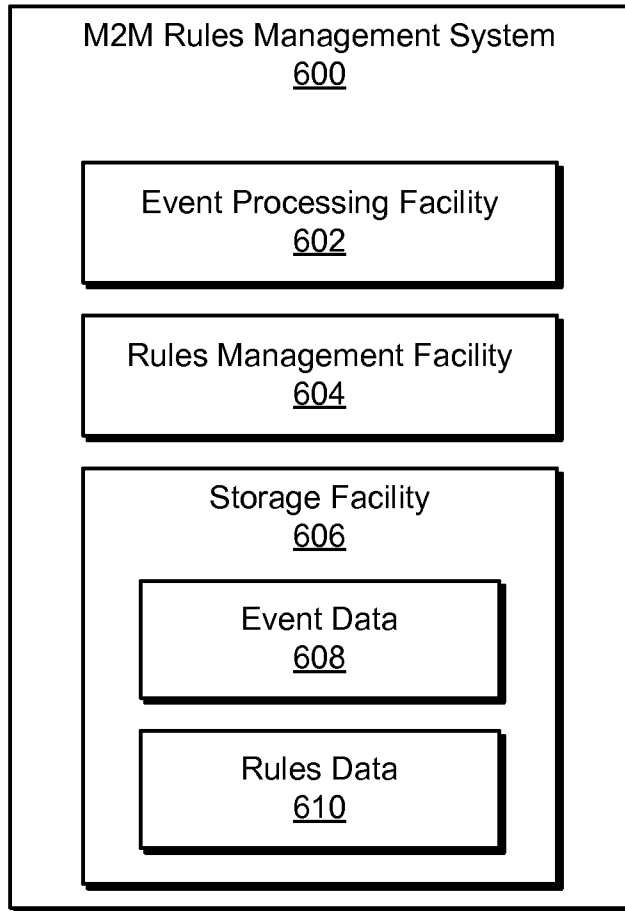 M2M Rules Management System
600
Event Processing Facility
602
Rules Management Facility
604
Storage Facility
606
Event Data
608
Rules Data
610